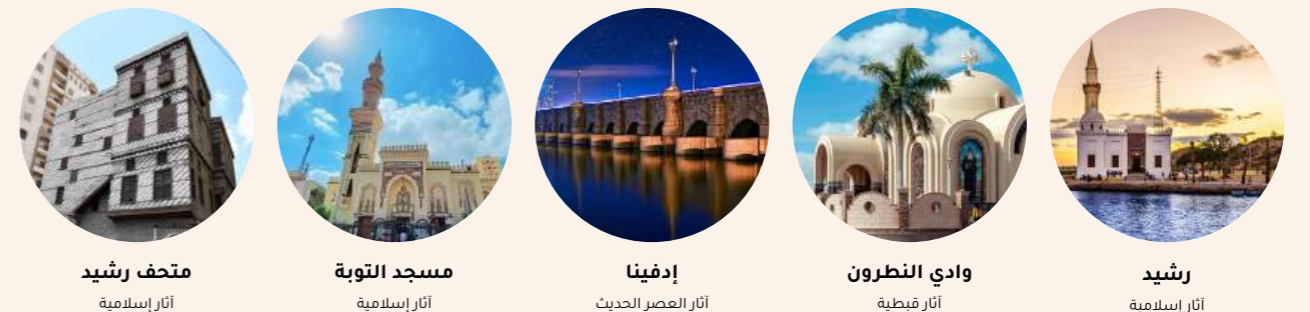 رشيد
آثار إسلامية
وادي النطرون
آثار قبطية
إدفينا
آثار العصر الحديث
مسجد التوبة
آثار إسلامية
متحف رشيد
آثار إسلامية